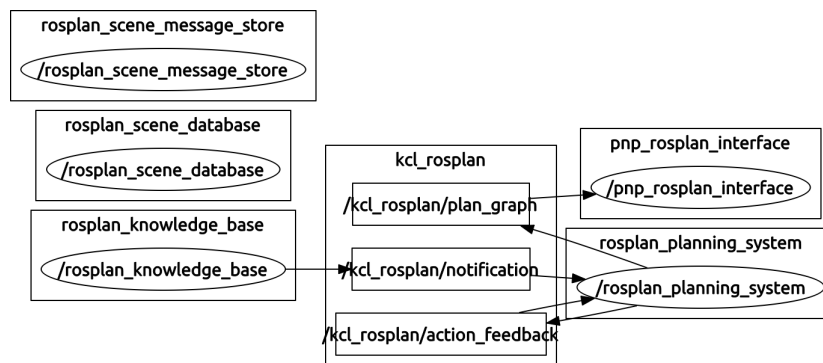 rosplan_scene_message_store
/rosplan_scene_message_store
rosplan_scene_database
/rosplan_scene_database
rosplan_knowledge_base
/rosplan_knowledge_base
kcl_rosplan
/kcl_rosplan/plan_graph
/kcl_rosplan/notification
/kcl_rosplan/action_feedback
pnp_rosplan_interface
/pnp_rosplan_interface
rosplan_planning_system
/rosplan_planning_system